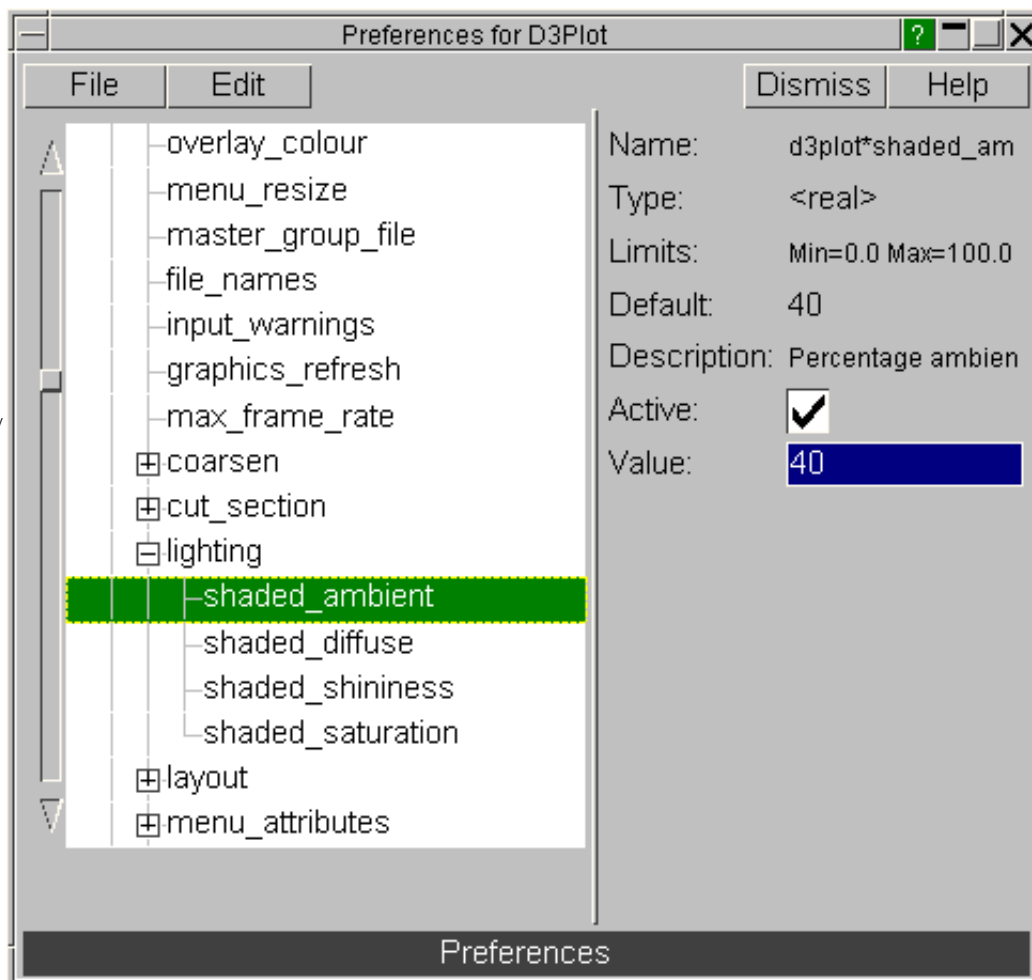 Preferences for D3Plot ?
File Edit Dismiss Help
overlay_colour
menu_resize
master_group_file
file_names
input_warnings
graphics_refresh
max_frame_rate
coarsen
cut_section
lighting
shaded_ambient
shaded_diffuse
shaded_shininess
shaded_saturation
layout
menu_attributes
Name: d3plot*shaded_am
Type: <real>
Limits: Min=0.0 Max=100.0
Default: 40
Description: Percentage ambien
Active:
Value: 40
Preferences